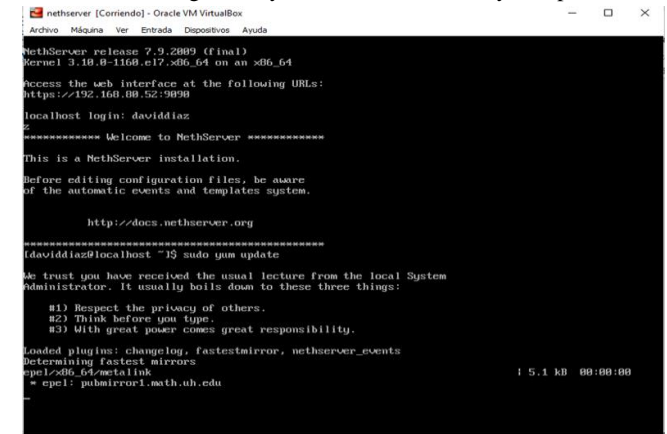 nethserver [Corriendo] - Oracle VM VirtualBox
Archivo Máquina Ver Entrada Dispositivos Ayuda
NethServer release 7.9.2009 (final)
Kernel 3.10.0-1160.el7.x86_64 on an x86_64
Access the web interface at the following URLs:
https://192.168.80.52:9090
localhost login: daviddiaz
z
************ Welcome to NethServer ************
This is a NethServer installation.
Before editing configuration files, be aware
of the automatic events and templates system.
http://docs.nethserver.org
***********************************************
[daviddiaz@localhost ~]$ sudo yum update
We trust you have received the usual lecture from the local System
Administrator. It usually boils down to these three things:
#1) Respect the privacy of others.
#2) Think before you type.
#3) With great power comes great responsibility.
Loaded plugins: changelog, fastestmirror, nethserver_events
Determining fastest mirrors
epel/x86_64/metalink | 5.1 kB 00:00:00
* epel: pubmirror1.math.uh.edu